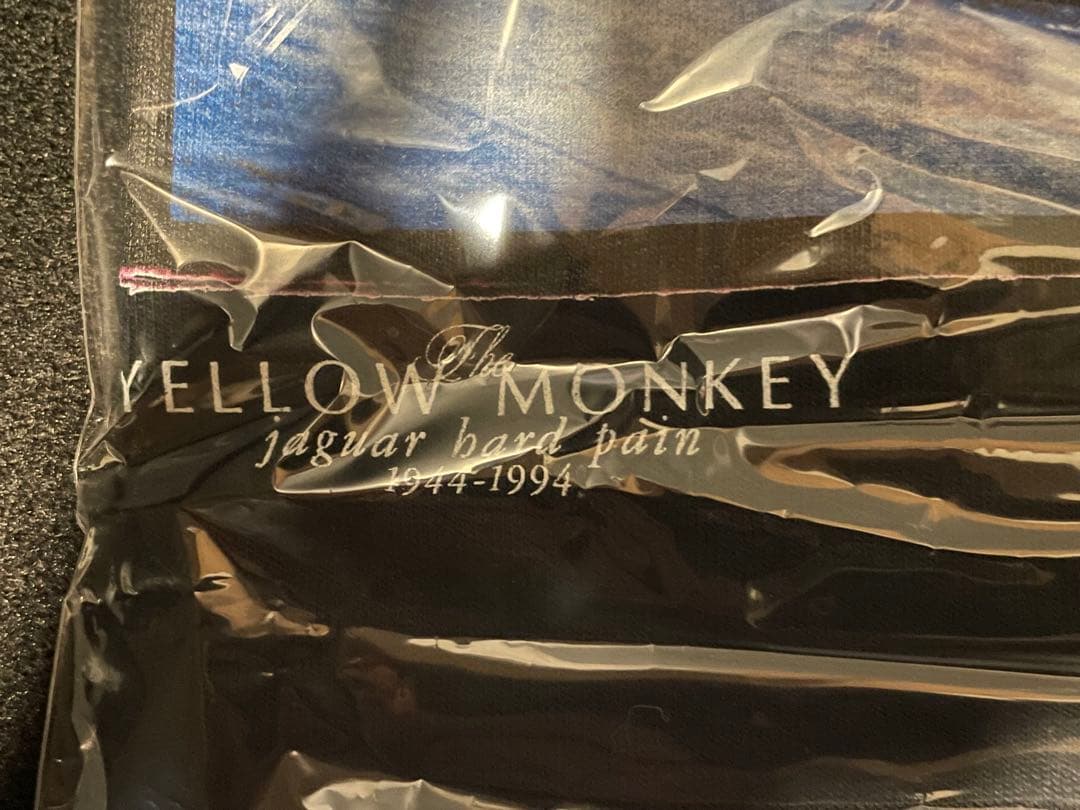 The
YELLOW MONKEY
jaguar hard pain
1944-1994